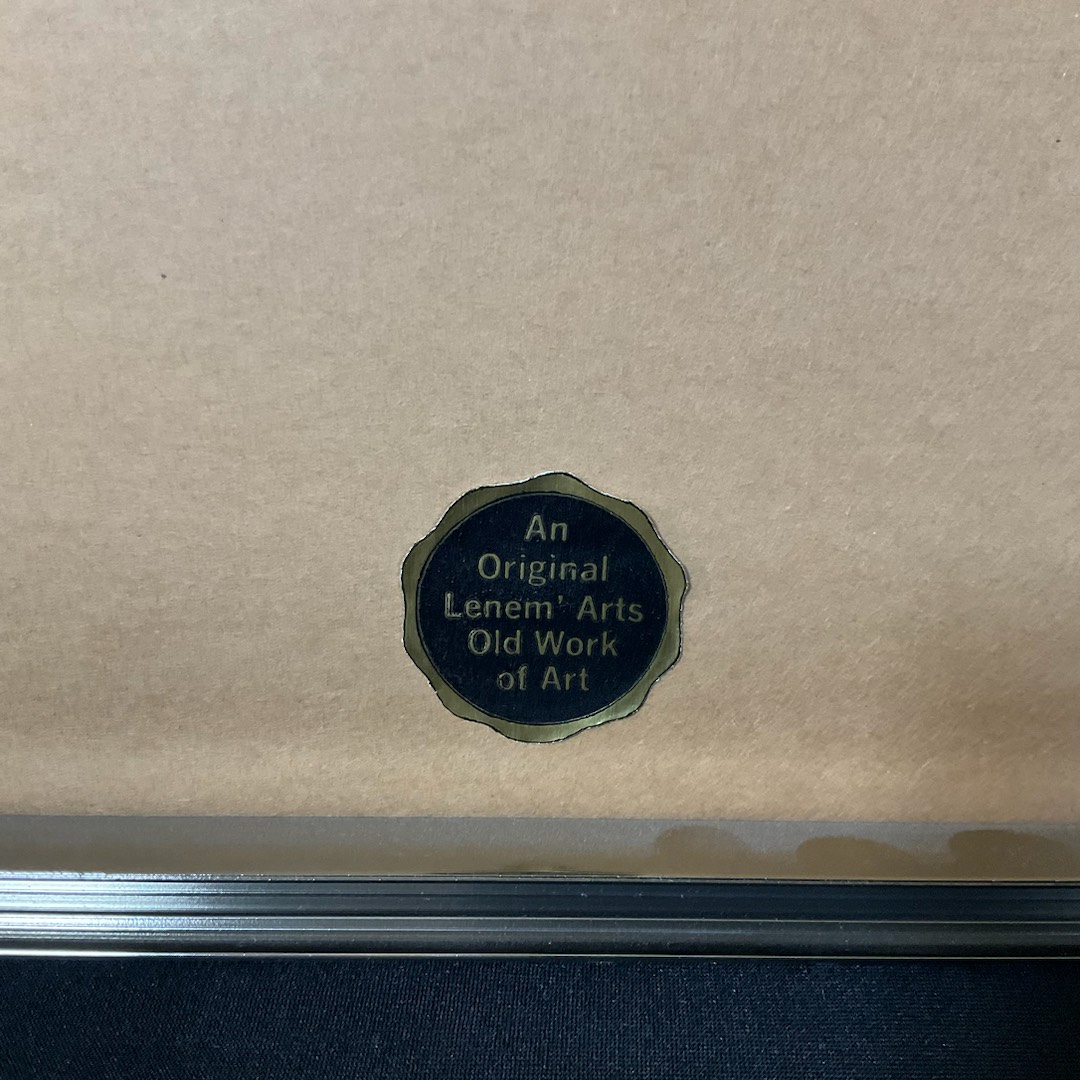 An
Original
Lenem' Arts
Old Work
of Art